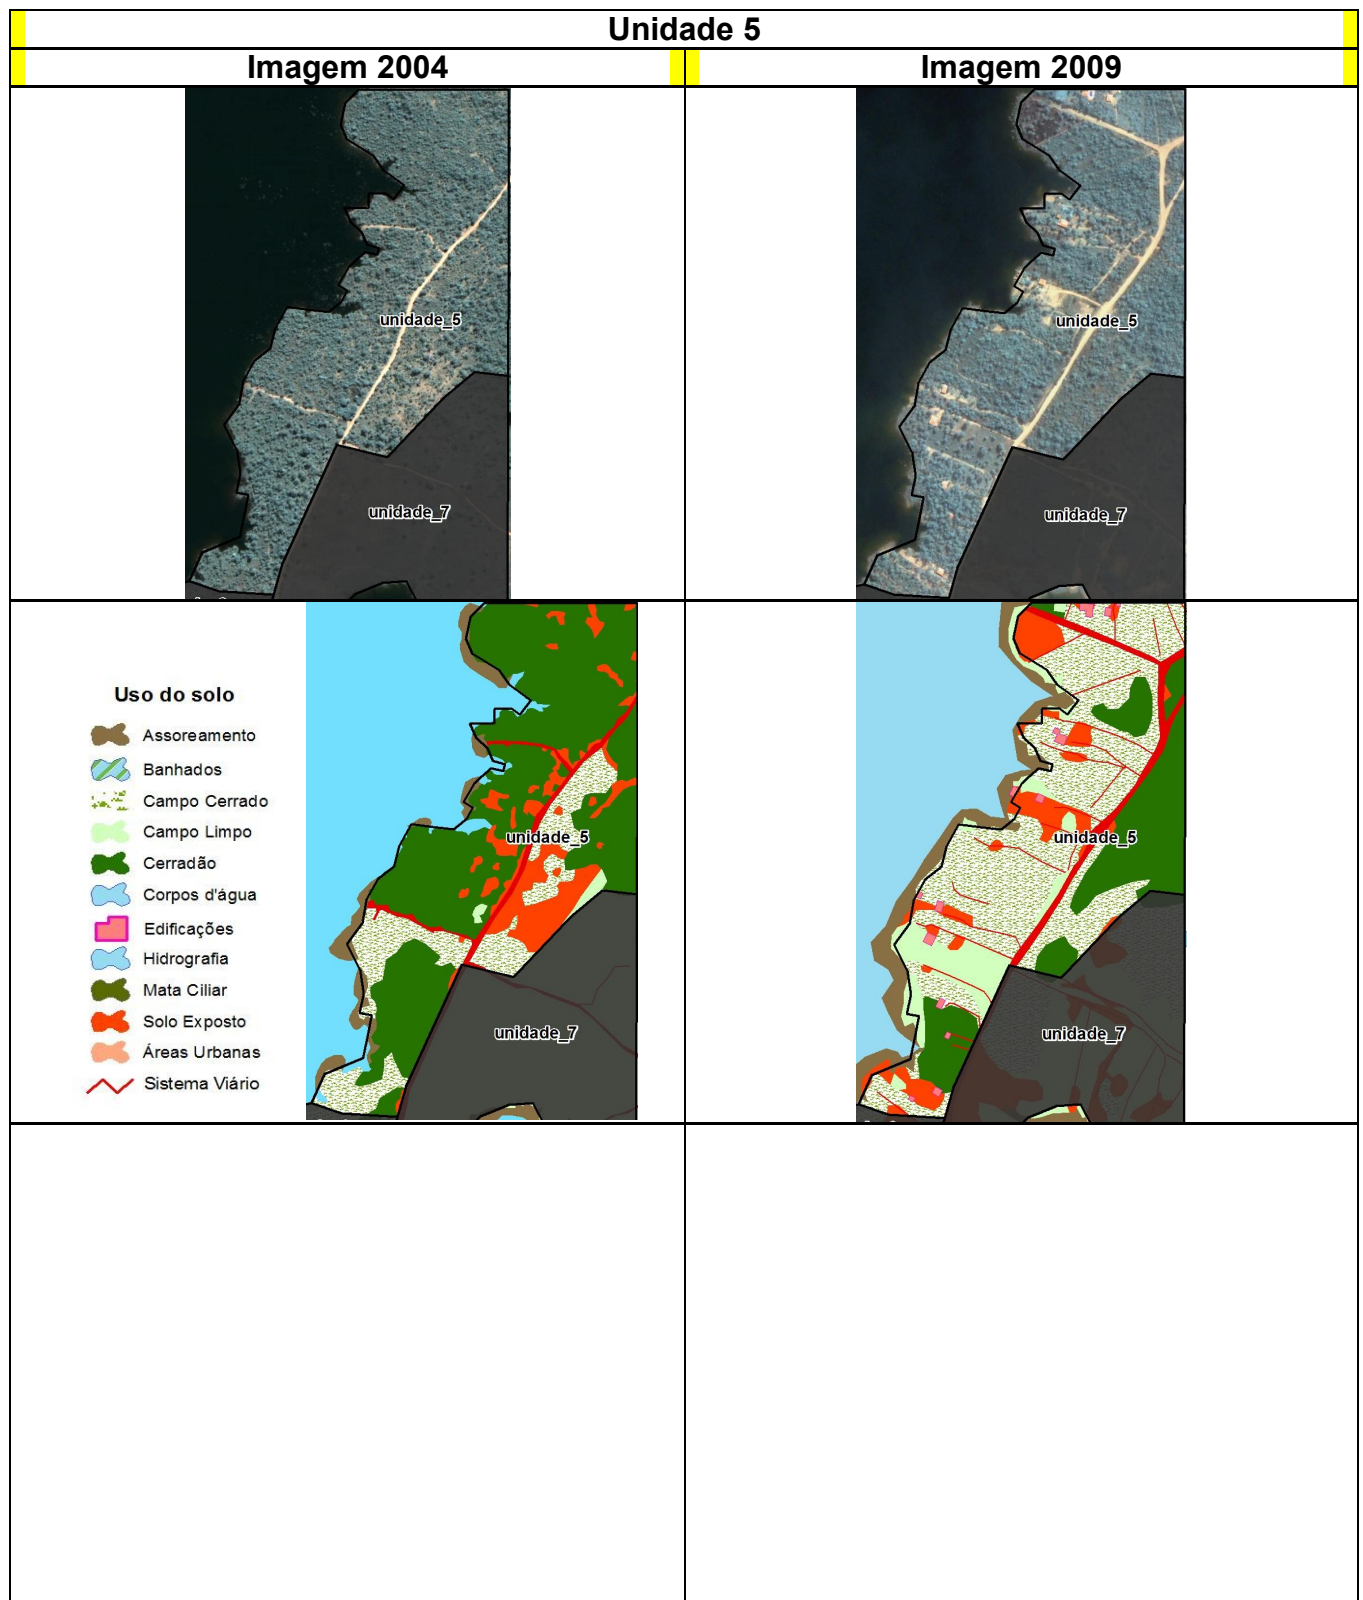 Unidade 5
Imagem 2004
Imagem 2009
unidade_5
unidade_7
unidade_5
unidade_7
Uso do solo
Assoreamento
Banhados
Campo Cerrado
Campo Limpo
Cerradão
Corpos d'água
Edificações
Hidrografia
Mata Ciliar
Solo Exposto
Áreas Urbanas
Sistema Viário
unidade_5
unidade_7
unidade_5
unidade_7